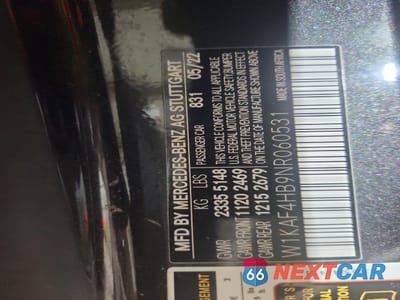 MFD BY MERCEDES-BENZ AG STUTTGART
PASSENGER CAR 831 05/22
KG LBS
THIS VEHICLE CONFORMS TO ALL APPLICABLE
GVWR 2335 5148
U.S. FEDERAL MOTOR VEHICLE SAFETY/BUMPER
GAWR FRONT 1120 2469
AND THEFT PREVENTION STANDARDS IN EFFECT
GAWR REAR 1215 2679
ON THE DATE OF MANUFACTURE SHOWN ABOVE
W1KAF4HB9NR060531
MADE IN SOUTH AFRICA
66 NEXTCAR